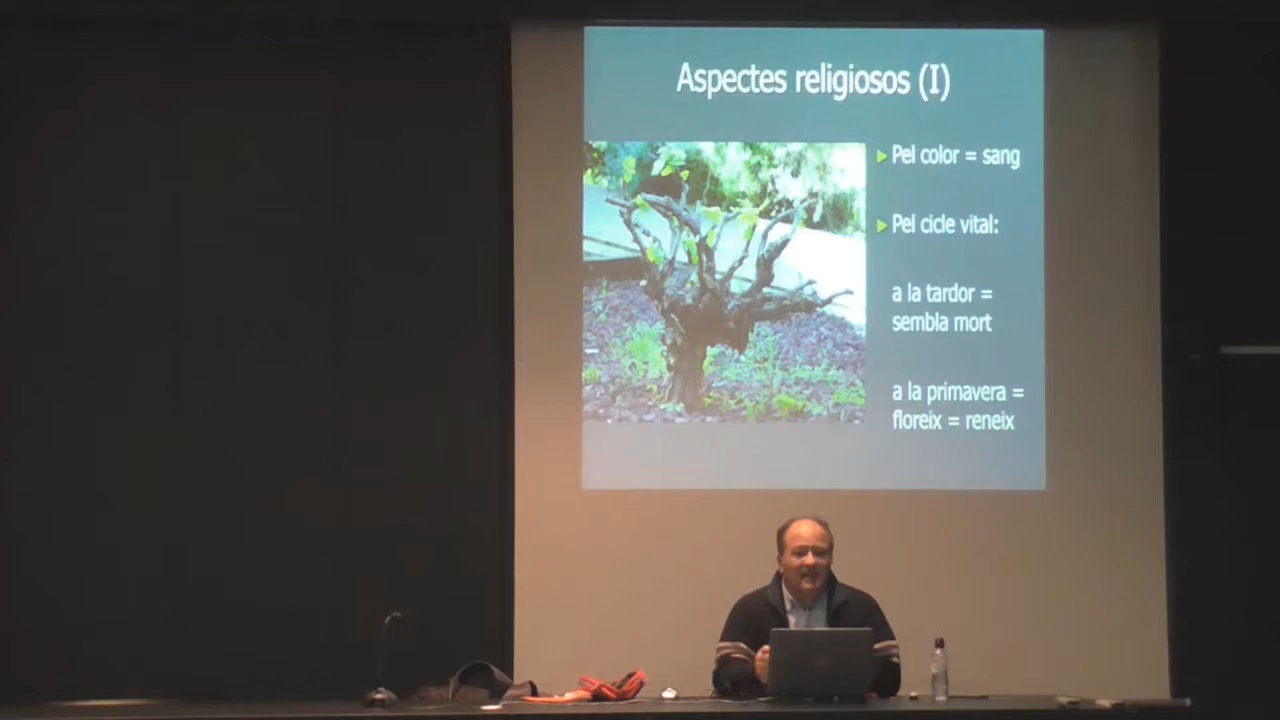 Aspectes religiosos (I)
Pel color = sang
Pel cicle vital:
a la tardor =
sembla mort
a la primavera =
floreix = reneix